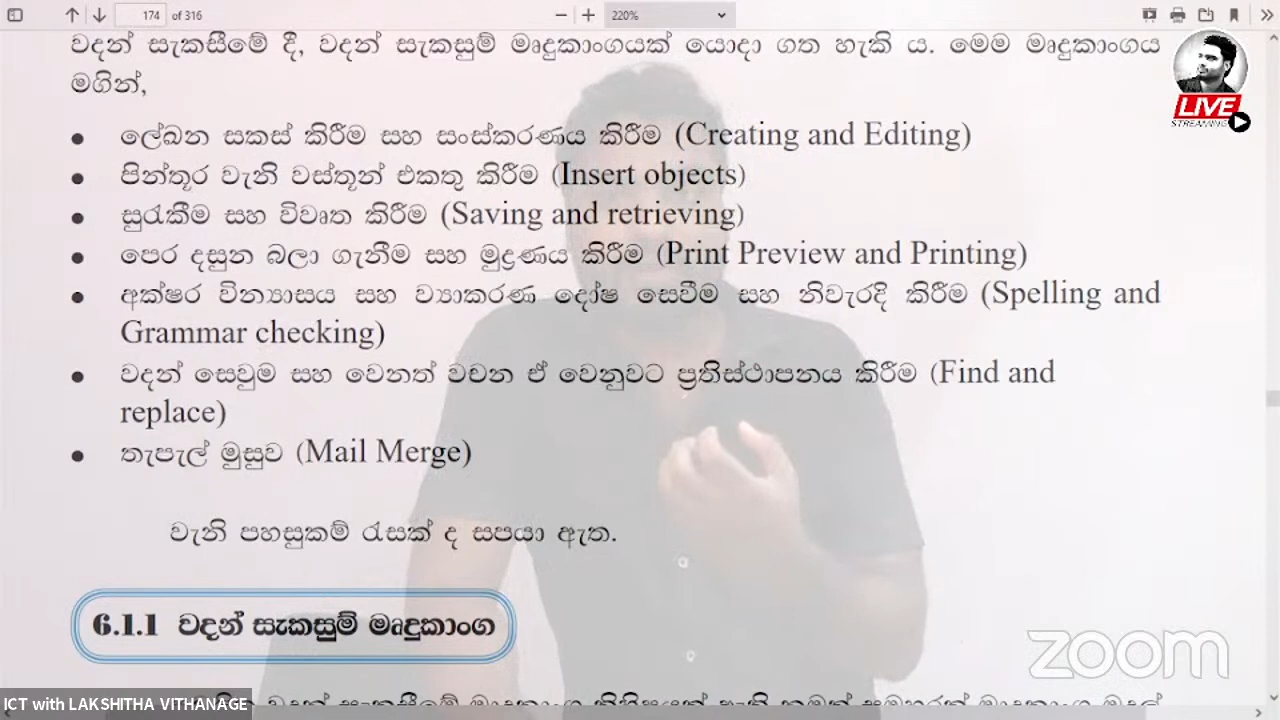 174 of 316
220%
වදන් සැකසීමේ දී, වදන් සැකසුම් මෘදුකාංගයක් යොදා ගත හැකි ය. මෙම මෘදුකාංගය
මගින්,
LIVE
STREAMING
• ලේඛන සකස් කිරීම සහ සංස්කරණය කිරීම (Creating and Editing)
• පින්තූර වැනි වස්තූන් එකතු කිරීම (Insert objects)
• සුරැකීම සහ විවෘත කිරීම (Saving and retrieving)
• පෙර දසුන බලා ගැනීම සහ මුද්‍රණය කිරීම (Print Preview and Printing)
• අක්ෂර වින්‍යාසය සහ ව්‍යාකරණ දෝෂ සෙවීම සහ නිවැරදි කිරීම (Spelling and
Grammar checking)
• වදන් සෙවුම සහ වෙනත් වචන ඒ වෙනුවට ප්‍රතිස්ථාපනය කිරීම (Find and
replace)
• තැපැල් මුසුව (Mail Merge)
වැනි පහසුකම් රැසක් ද සපයා ඇත.
6.1.1 වදන් සැකසුම් මෘදුකාංග
zoom
ICT with LAKSHITHA VITHANAGE